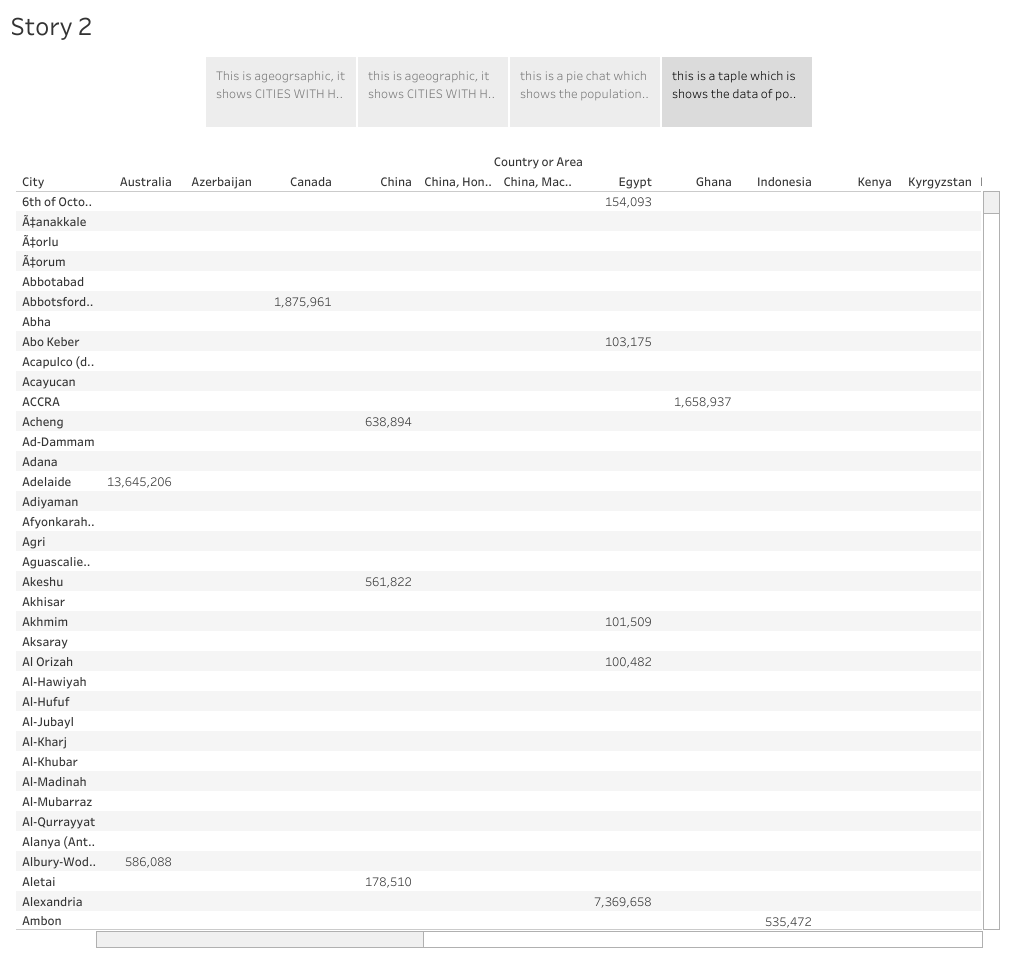 Story 2
This is ageogrsaphic, it
shows CITIES WITH H..
this is ageographic, it
shows CITIES WITH H..
this is a pie chat which
shows the population..
this is a taple which is
shows the data of po..
Country or Area
City Australia Azerbaijan Canada China China, Hon.. China, Mac.. Egypt Ghana Indonesia Kenya Kyrgyzstan
6th of Octo.. 154,093
Ã‡anakkale
Ã‡orlu
Ã‡orum
Abbotabad
Abbotsford.. 1,875,961
Abha
Abo Keber 103,175
Acapulco (d..
Acayucan
ACCRA 1,658,937
Acheng 638,894
Ad-Dammam
Adana
Adelaide 13,645,206
Adiyaman
Afyonkarah..
Agri
Aguascalie..
Akeshu 561,822
Akhisar
Akhmim 101,509
Aksaray
Al Orizah 100,482
Al-Hawiyah
Al-Hufuf
Al-Jubayl
Al-Kharj
Al-Khubar
Al-Madinah
Al-Mubarraz
Al-Qurrayyat
Alanya (Ant..
Albury-Wod.. 586,088
Aletai 178,510
Alexandria 7,369,658
Ambon 535,472